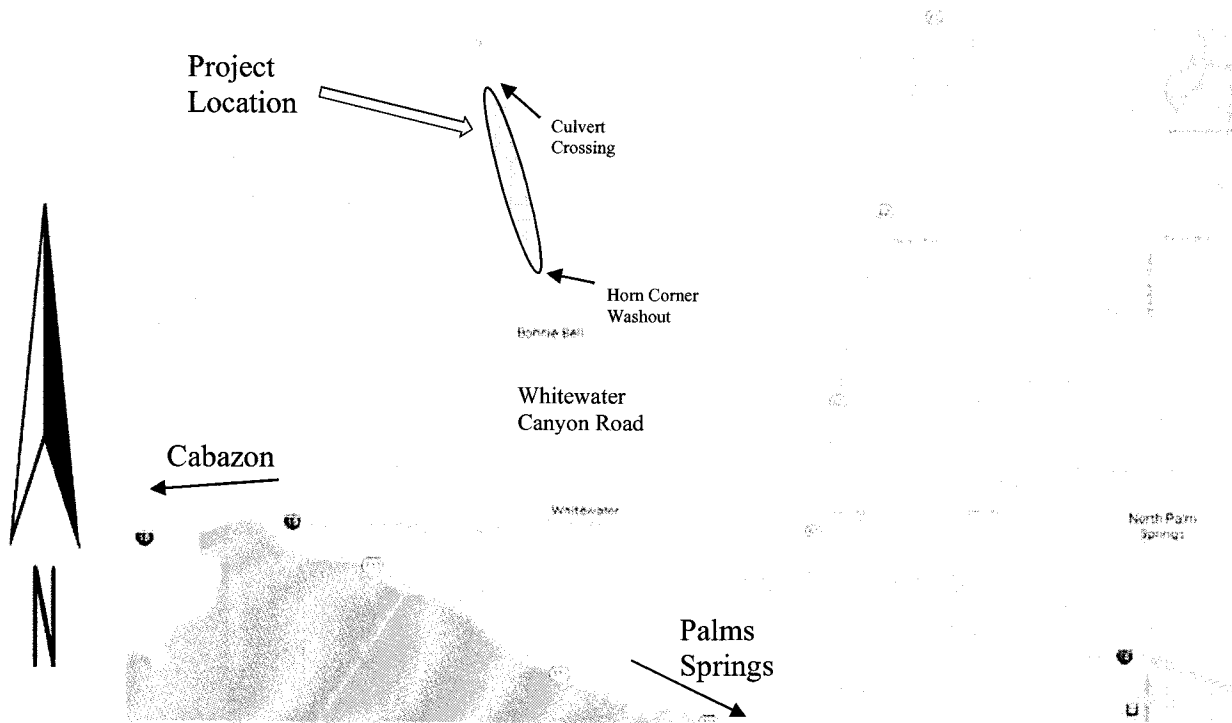 Project
Location
Culvert
Crossing
Horn Corner
Washout
Bonnie Bell
Whitewater
Canyon Road
Cabazon
Whitewater
North Palm
Springs
Palms
Springs
N